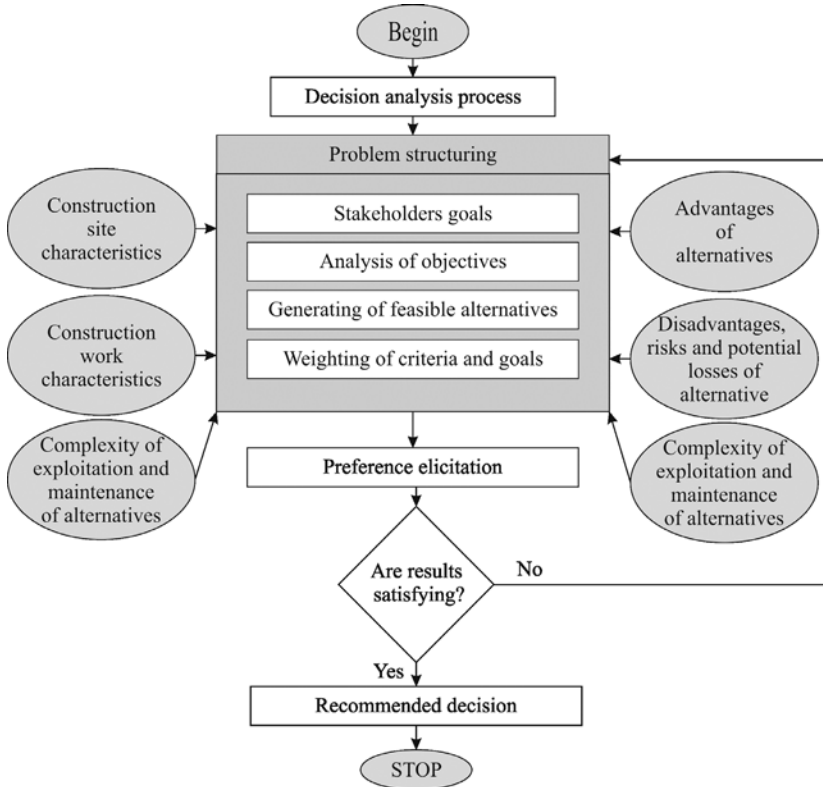 Begin
Decision analysis process
Problem structuring
Construction
site
characteristics
Stakeholders goals
Analysis of objectives
Generating of feasible alternatives
Weighting of criteria and goals
Advantages
of
alternatives
Construction
work
characteristics
Disadvantages,
risks and potential
losses of
alternative
Complexity of
exploitation and
maintenance
of alternatives
Preference elicitation
Complexity of
exploitation and
maintenance
of alternatives
Are results
satisfying?
No
Yes
Recommended decision
STOP